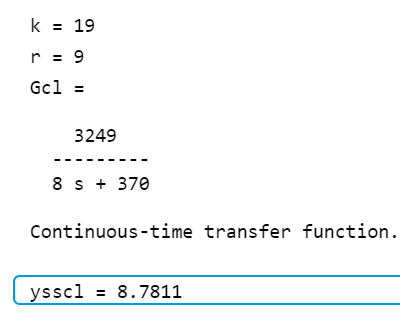 k = 19
r = 9
Gcl =
3249
---------
8 s + 370
Continuous-time transfer function.
ysscl = 8.7811